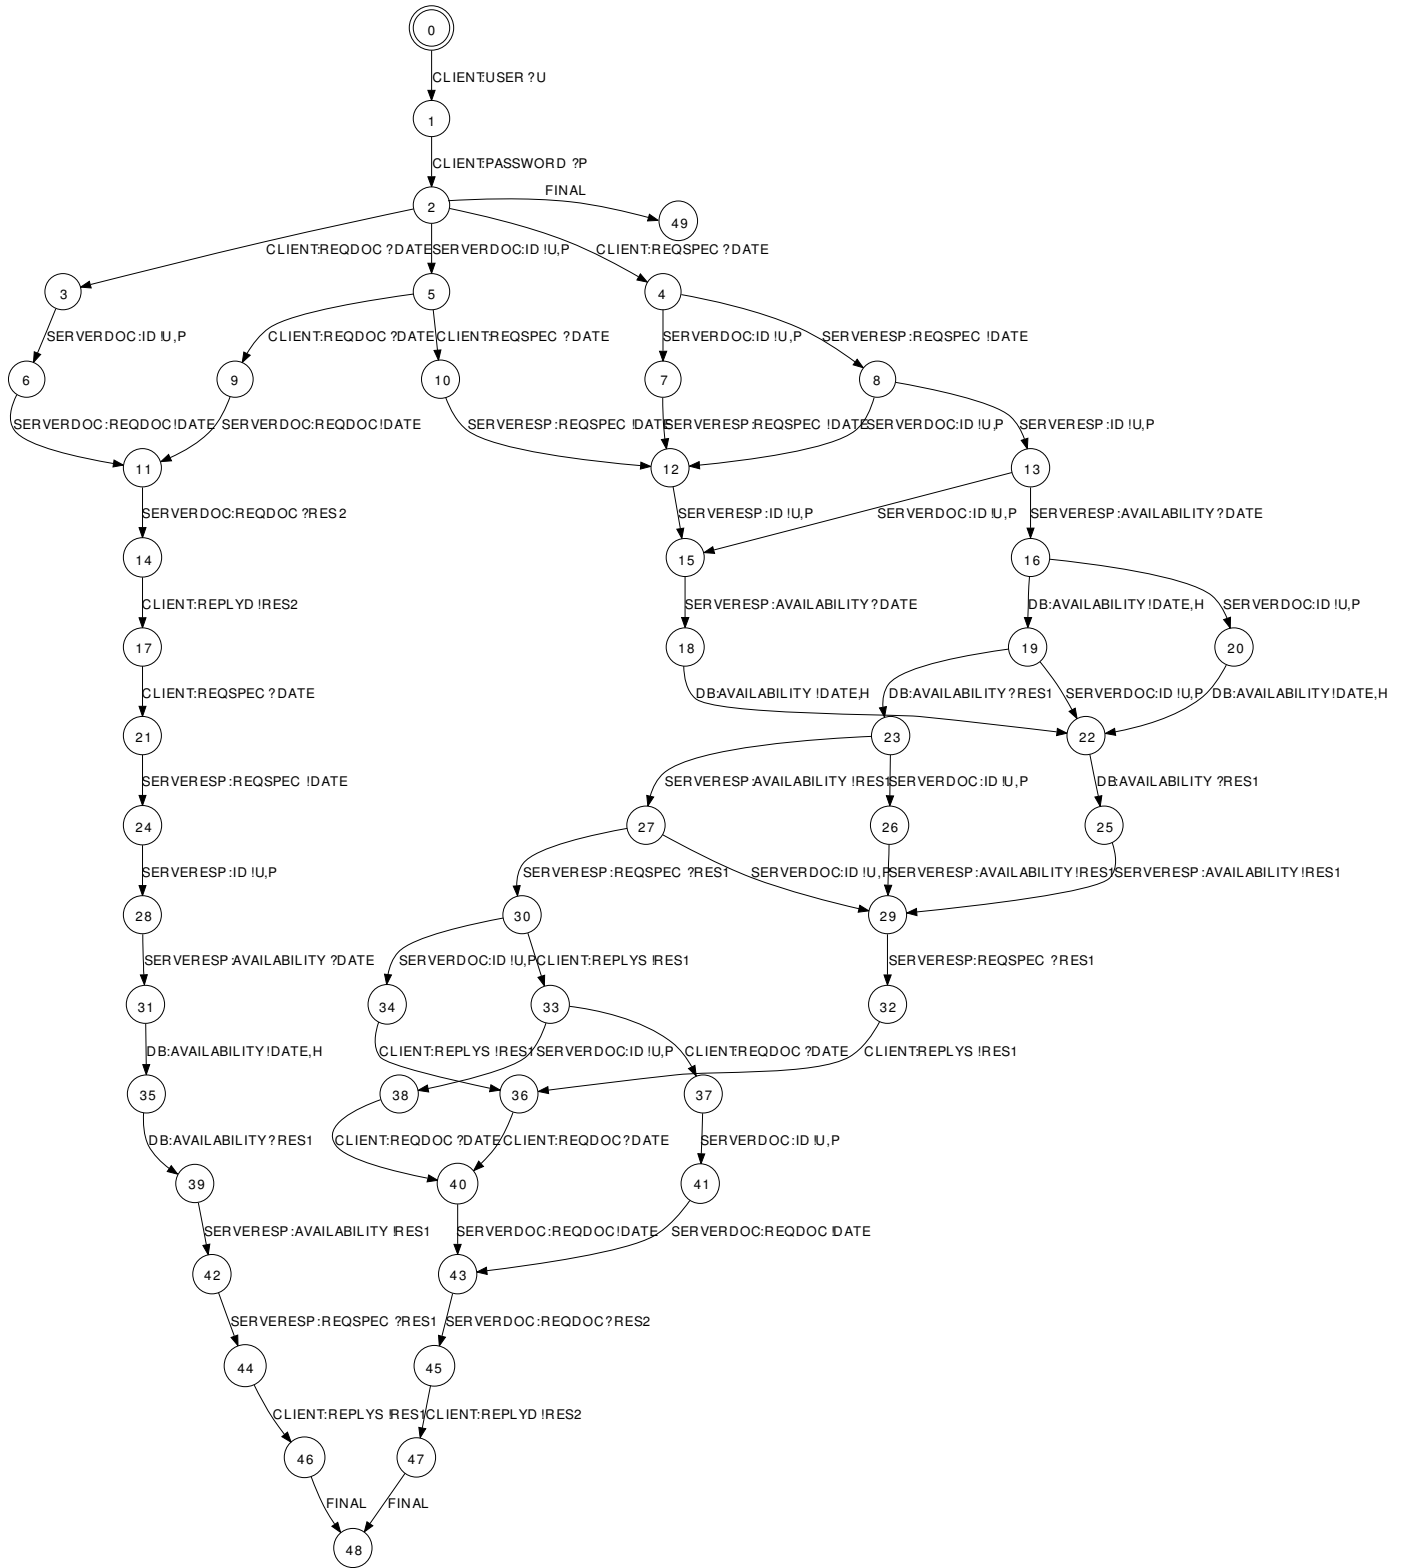 0
CLIENT:USER ?U
1
CLIENT:PASSWORD ?P
FINAL
2
49
CLIENT:REQDOC ?DATE
SERVERDOC:ID !U,P
CLIENT:REQSPEC ?DATE
3
5
4
SERVERDOC:ID !U,P
CLIENT:REQDOC ?DATE
CLIENT:REQSPEC ?DATE
SERVERDOC:ID !U,P
SERVERESP:REQSPEC !DATE
6
9
10
7
8
SERVERDOC:REQDOC !DATE
SERVERDOC:REQDOC !DATE
SERVERESP:REQSPEC !DATE
SERVERESP:REQSPEC !DATE
SERVERDOC:ID !U,P
SERVERESP:ID !U,P
11
12
13
SERVERDOC:REQDOC ?RES2
SERVERESP:ID !U,P
SERVERDOC:ID !U,P
SERVERESP:AVAILABILITY ?DATE
14
15
16
CLIENT:REPLYD !RES2
SERVERESP:AVAILABILITY ?DATE
DB:AVAILABILITY !DATE,H
SERVERDOC:ID !U,P
17
18
19
20
CLIENT:REQSPEC ?DATE
DB:AVAILABILITY !DATE,H
DB:AVAILABILITY ?RES1
SERVERDOC:ID !U,P
DB:AVAILABILITY !DATE,H
21
23
22
SERVERESP:REQSPEC !DATE
SERVERESP:AVAILABILITY !RES1
SERVERDOC:ID !U,P
DB:AVAILABILITY ?RES1
24
27
26
25
SERVERESP:ID !U,P
SERVERESP:REQSPEC ?RES1
SERVERDOC:ID !U,P
SERVERESP:AVAILABILITY !RES1
SERVERESP:AVAILABILITY !RES1
28
30
29
SERVERESP:AVAILABILITY ?DATE
SERVERDOC:ID !U,P
CLIENT:REPLYS !RES1
SERVERESP:REQSPEC ?RES1
31
34
33
32
DB:AVAILABILITY !DATE,H
CLIENT:REPLYS !RES1
SERVERDOC:ID !U,P
CLIENT:REQDOC ?DATE
CLIENT:REPLYS !RES1
35
38
36
37
DB:AVAILABILITY ?RES1
CLIENT:REQDOC ?DATE
CLIENT:REQDOC ?DATE
SERVERDOC:ID !U,P
39
40
41
SERVERESP:AVAILABILITY !RES1
SERVERDOC:REQDOC !DATE
SERVERDOC:REQDOC !DATE
42
43
SERVERESP:REQSPEC ?RES1
SERVERDOC:REQDOC ?RES2
44
45
CLIENT:REPLYS !RES1
CLIENT:REPLYD !RES2
46
47
FINAL
FINAL
48